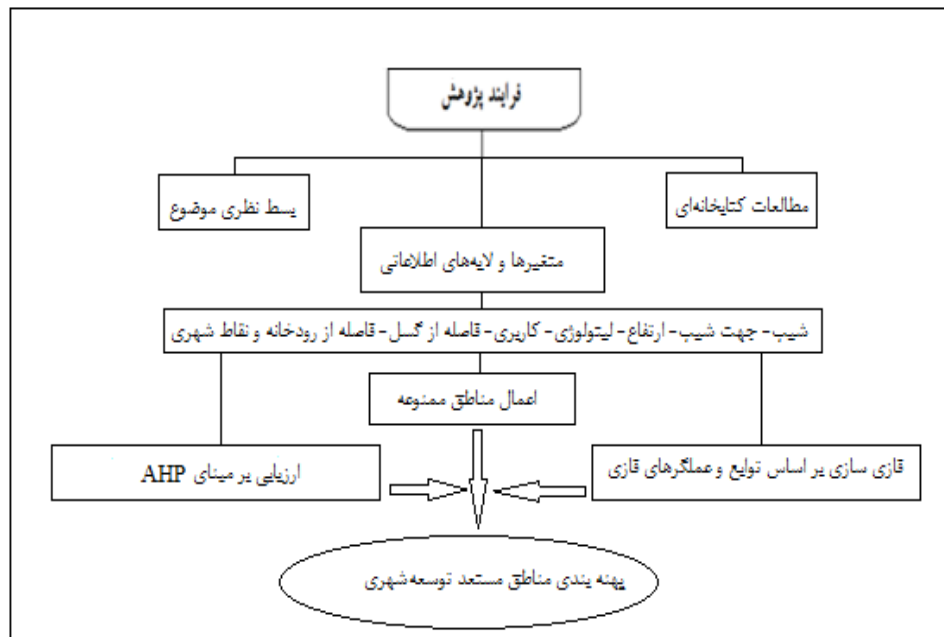 فرایند پژوهش
مطالعات کتابخانه‌ای
بسط نظری موضوع
متغیرها و لایه‌های اطلاعاتی
شیب- جهت شیب- ارتفاع- لیتولوژی- کاربری- فاصله از گسل- فاصله از رودخانه و نقاط شهری
اعمال مناطق ممنوعه
فازی سازی بر اساس توابع و عملگرهای فازی
ارزیابی بر مبنای AHP
پهنه بندی مناطق مستعد توسعه شهری